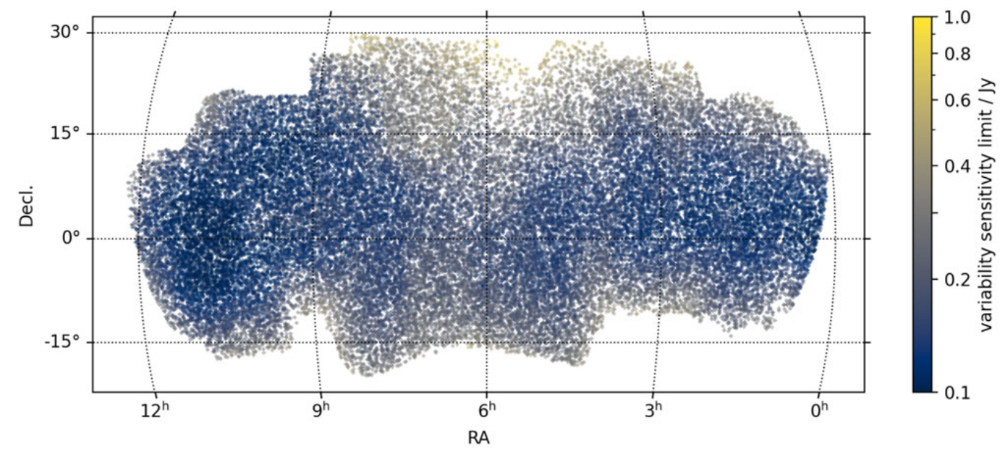 30°
15°
0°
-15°
Decl.
12ʰ
9ʰ
6ʰ
3ʰ
0ʰ
RA
1.0
0.8
0.6
0.4
0.2
0.1
variability sensitivity limit / Jy